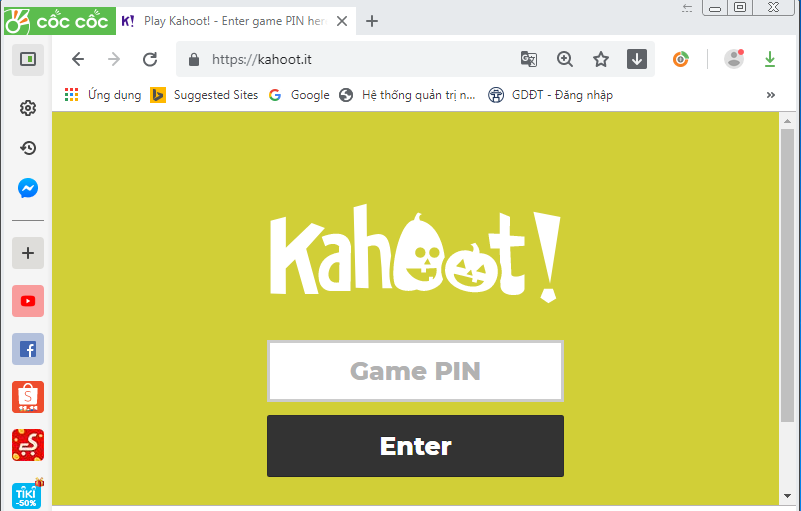 CỐC CỐC
K! Play Kahoot! - Enter game PIN her
https://kahoot.it
Ứng dụng Suggested Sites Google Hệ thống quản trị n... GDĐT - Đăng nhập »
Kahoot!
Game PIN
Enter
TIKI
-50%